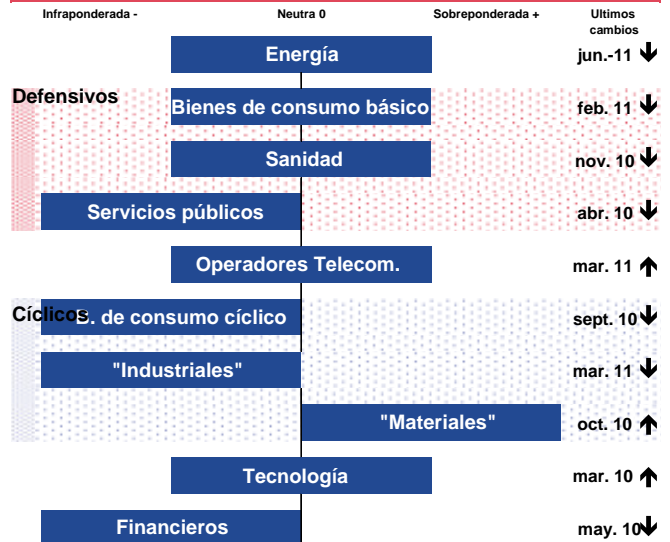 Infraponderada - Neutra 0 Sobreponderada + Ultimos
cambios
Energía jun.-11 ↓
Defensivos
Bienes de consumo básico feb. 11 ↓
Sanidad nov. 10 ↓
Servicios públicos abr. 10 ↓
Operadores Telecom. mar. 11 ↑
Cíclicos B. de consumo cíclico sept. 10 ↓
"Industriales" mar. 11 ↓
"Materiales" oct. 10 ↑
Tecnología mar. 10 ↑
Financieros may. 10 ↓